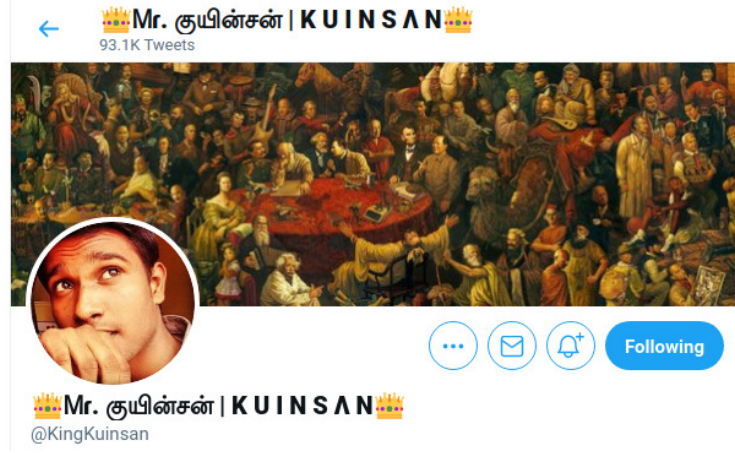 👑Mr. குயின்சன் | K U I N S Λ N👑
93.1K Tweets
Following
👑Mr. குயின்சன் | K U I N S Λ N👑
@KingKuinsan